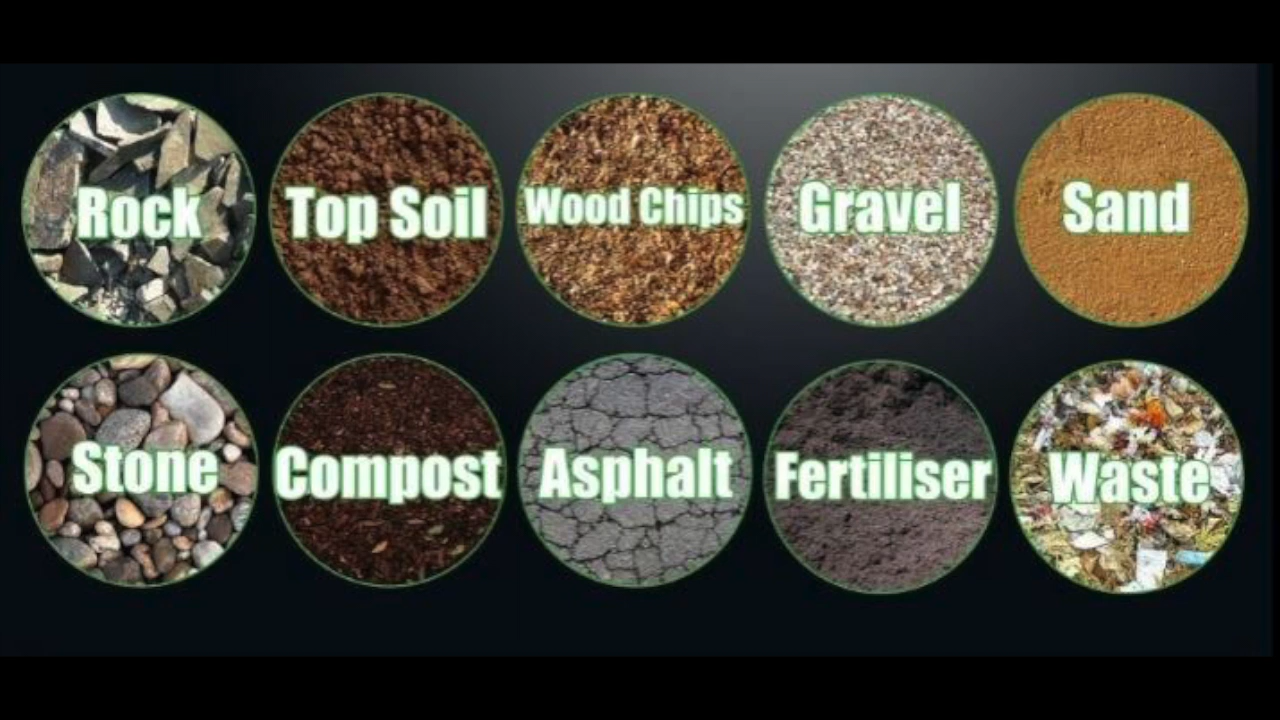 Rock
Top Soil
Wood Chips
Gravel
Sand
Stone
Compost
Asphalt
Fertiliser
Waste